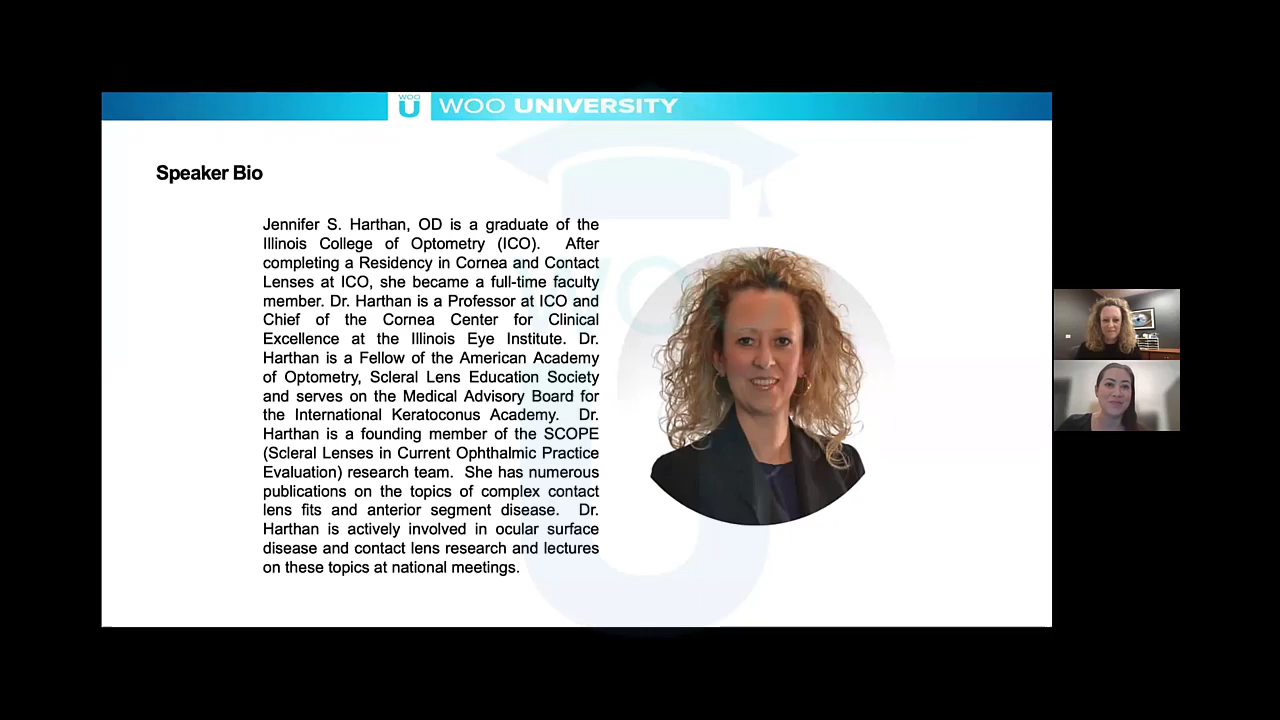 WOO
U
WOO UNIVERSITY
Speaker Bio
Jennifer S. Harthan, OD is a graduate of the
Illinois College of Optometry (ICO). After
completing a Residency in Cornea and Contact
Lenses at ICO, she became a full-time faculty
member. Dr. Harthan is a Professor at ICO and
Chief of the Cornea Center for Clinical
Excellence at the Illinois Eye Institute. Dr.
Harthan is a Fellow of the American Academy
of Optometry, Scleral Lens Education Society
and serves on the Medical Advisory Board for
the International Keratoconus Academy. Dr.
Harthan is a founding member of the SCOPE
(Scleral Lenses in Current Ophthalmic Practice
Evaluation) research team. She has numerous
publications on the topics of complex contact
lens fits and anterior segment disease. Dr.
Harthan is actively involved in ocular surface
disease and contact lens research and lectures
on these topics at national meetings.
WOO